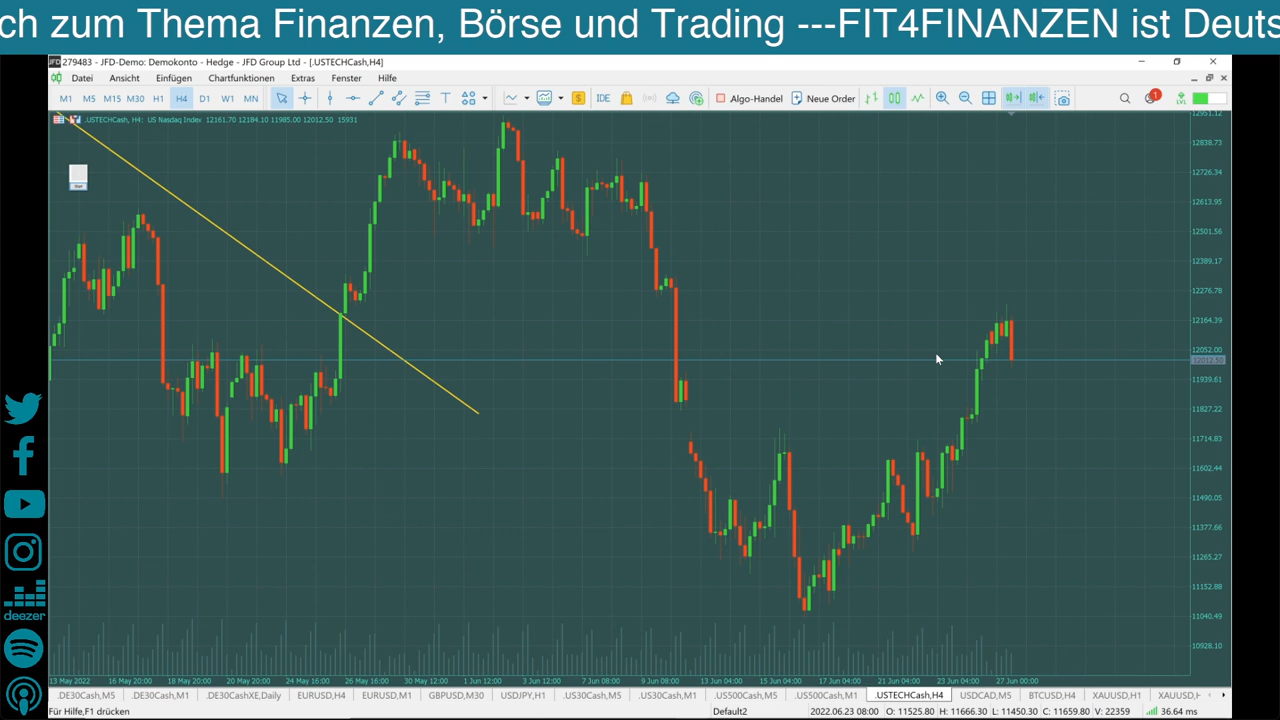 ch zum Thema Finanzen, Börse und Trading ---FIT4FINANZEN ist Deuts
JFD 279483 - JFD-Demo: Demokonto - Hedge - JFD Group Ltd - [.USTECHCash,H4]
Datei Ansicht Einfügen Chartfunktionen Extras Fenster Hilfe
M1 M5 M15 M30 H1 H4 D1 W1 MN T $ IDE Algo-Handel Neue Order 1 LVL
.USTECHCash, H4: US Nasdaq Index 12161.70 12184.10 11985.00 12012.50 15931
12951.12
12838.73
12726.34
12613.95
12501.56
12389.17
12276.78
12164.39
12052.00
12012.50
11939.61
11827.22
11714.83
11602.44
11490.05
11377.66
11265.27
11152.88
11040.49
10928.10
deezer
13 May 2022 16 May 20:00 18 May 20:00 20 May 20:00 24 May 16:00 26 May 16:00 30 May 12:00 1 Jun 12:00 3 Jun 12:00 7 Jun 08:00 9 Jun 08:00 13 Jun 04:00 15 Jun 04:00 17 Jun 04:00 21 Jun 04:00 23 Jun 04:00 27 Jun 00:00
.DE30Cash,M5 .DE30Cash,M1 .DE30CashXE,Daily EURUSD,H4 EURUSD,M1 GBPUSD,M30 USDJPY,H1 .US30Cash,M5 .US30Cash,M1 .US500Cash,M5 .US500Cash,M1 .USTECHCash,H4 USDCAD,M5 BTCUSD,H4 XAUUSD,H1 XAUUSD,H
Für Hilfe,F1 drücken Default2 2022.06.23 08:00 O: 11525.80 H: 11666.30 L: 11450.30 C: 11659.80 V: 22359 36.64 ms